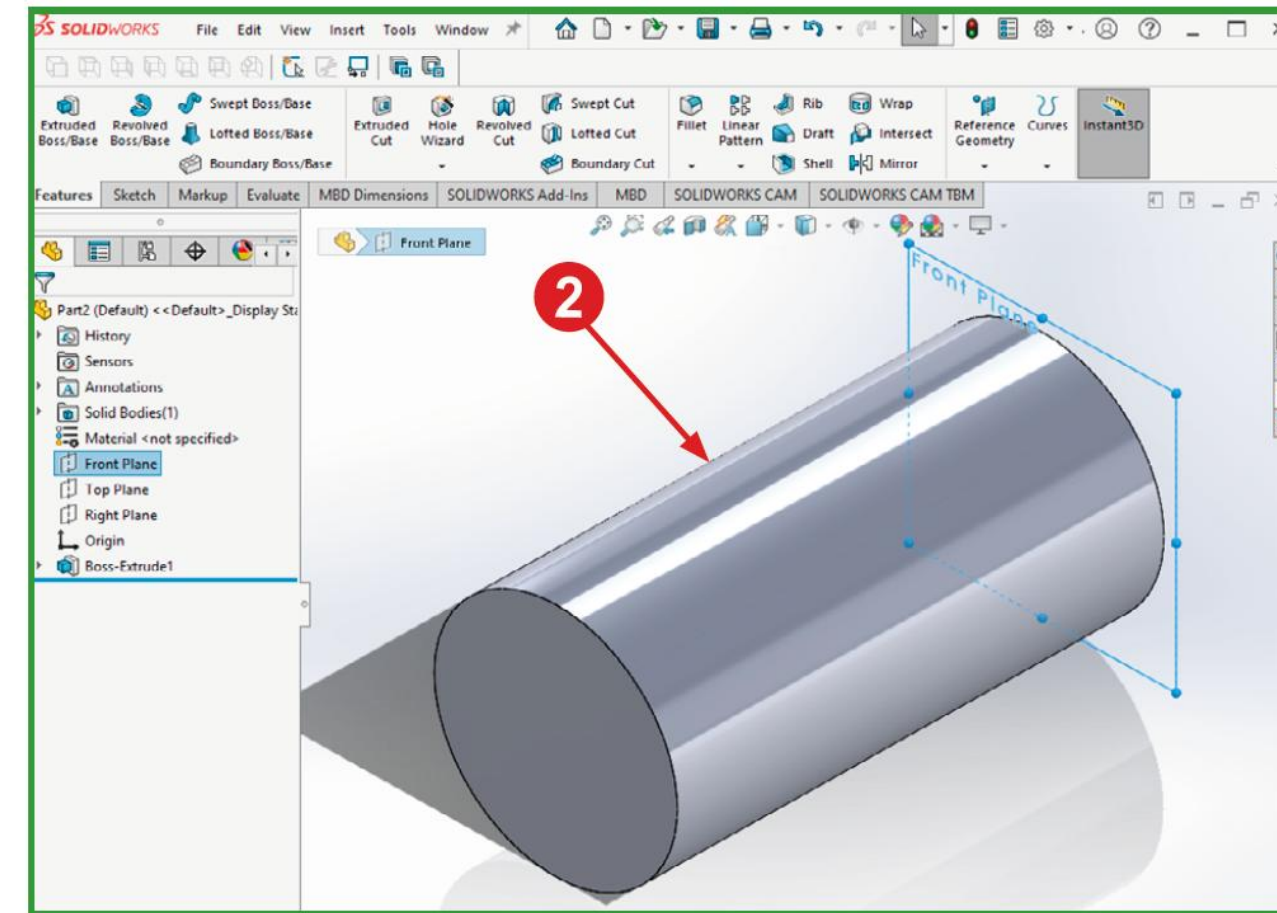 SOLIDWORKS File Edit View Insert Tools Window
Extruded Boss/Base
Revolved Boss/Base
Swept Boss/Base
Lofted Boss/Base
Boundary Boss/Base
Extruded Cut
Hole Wizard
Revolved Cut
Swept Cut
Lofted Cut
Boundary Cut
Fillet
Linear Pattern
Rib
Draft
Shell
Wrap
Intersect
Mirror
Reference Geometry
Curves
Instant3D
Features Sketch Markup Evaluate MBD Dimensions SOLIDWORKS Add-Ins MBD SOLIDWORKS CAM SOLIDWORKS CAM TBM
Front Plane
Part2 (Default) <<Default>_Display Sta
History
Sensors
Annotations
Solid Bodies(1)
Material <not specified>
Front Plane
Top Plane
Right Plane
Origin
Boss-Extrude1
2
Front Plane